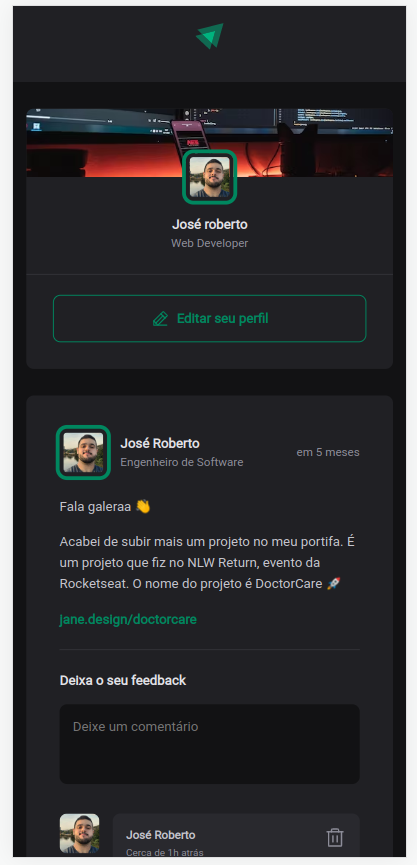 José roberto
Web Developer
Editar seu perfil
José Roberto
Engenheiro de Software
em 5 meses
Fala galeraa 👋
Acabei de subir mais um projeto no meu portifa. É
um projeto que fiz no NLW Return, evento da
Rocketseat. O nome do projeto é DoctorCare 🚀
jane.design/doctorcare
Deixa o seu feedback
Deixe um comentário
José Roberto
Cerca de 1h atrás